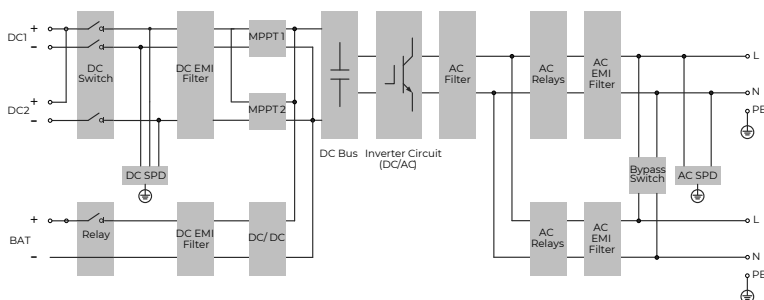 DC1
+
-
DC2
+
-
DC
Switch
DC SPD
DC EMI
Filter
MPPT 1
MPPT 2
DC Bus
Inverter Circuit
(DC/AC)
AC
Filter
AC
Relays
AC
EMI
Filter
L
N
PE
Bypass
Switch
AC SPD
BAT
+
-
Relay
DC EMI
Filter
DC/ DC
AC
Relays
AC
EMI
Filter
L
N
PE